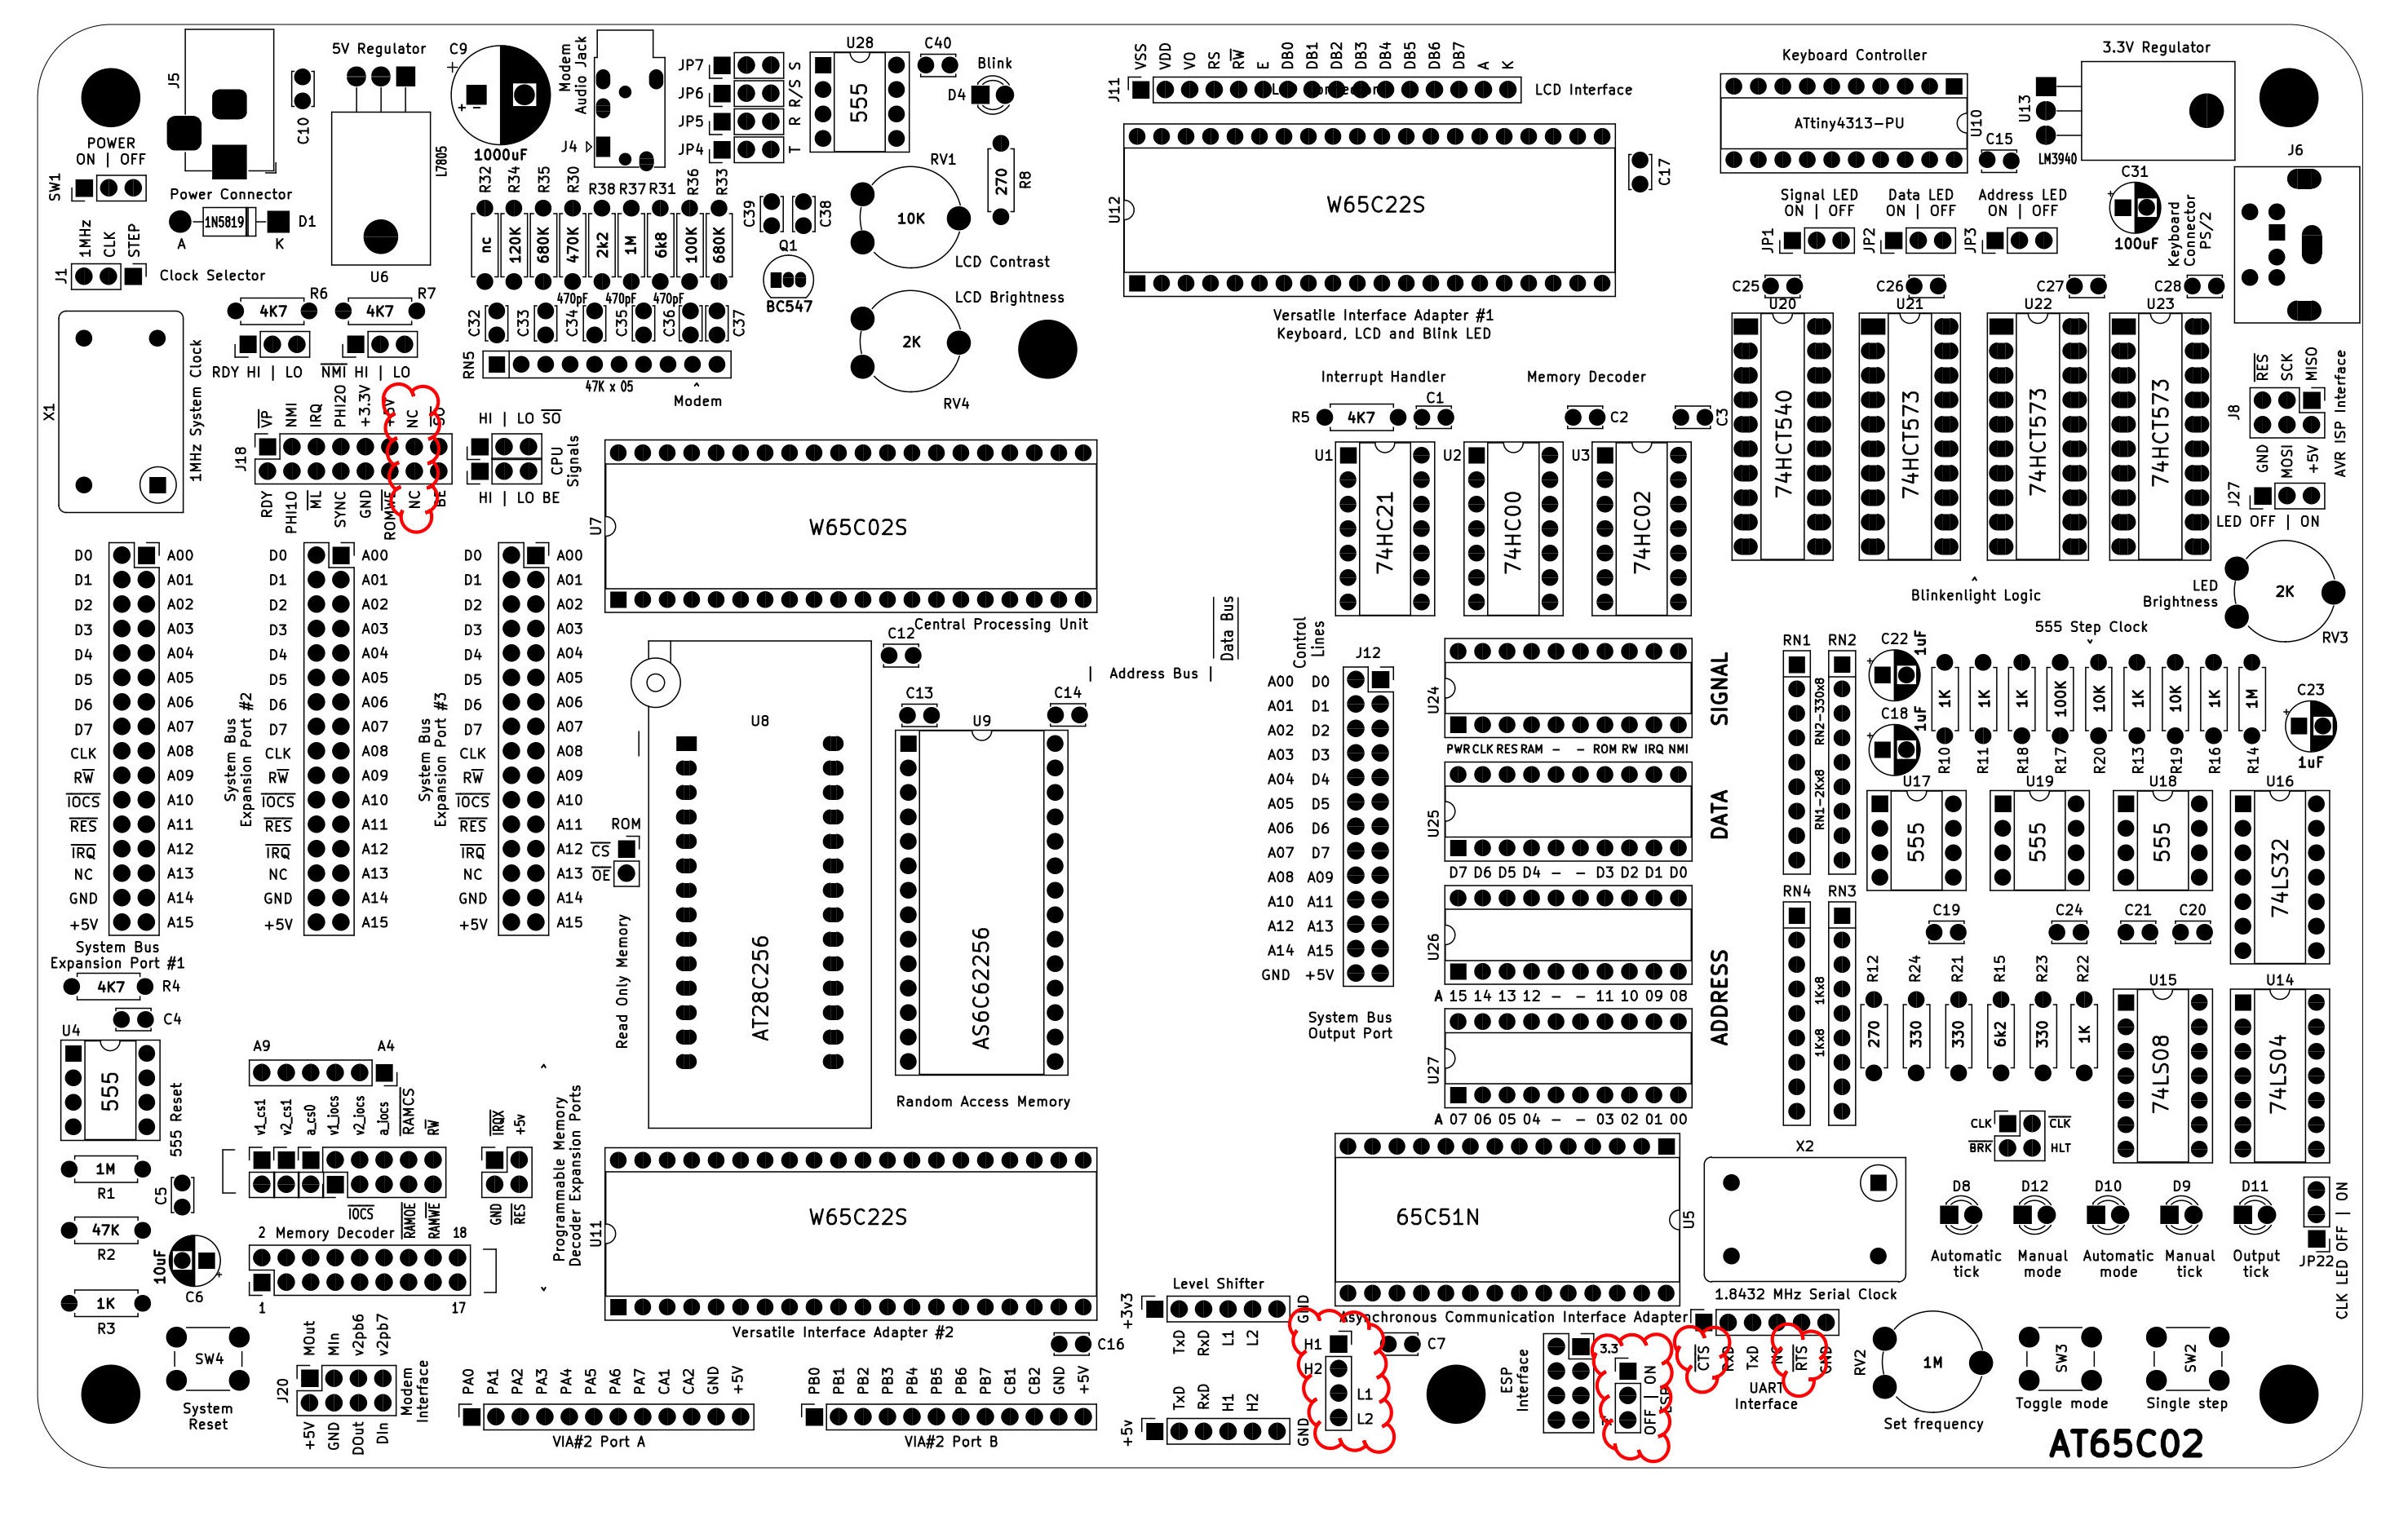 J5
5V Regulator
C9
1000uF
C10
L7805
U6
POWER
ON | OFF
SW1
Power Connector
1N5819
D1
A
K
1MHz
CLK
STEP
J1
Clock Selector
Modem
Audio Jack
J4
JP7
JP6
JP5
JP4
S
R/S
R
T
U28
555
C40
Blink
D4
R8
270
RV1
10K
LCD Contrast
LCD Brightness
2K
RV4
C39
C38
Q1
BC547
R32
R34
R35
R30
R38
R37
R31
R36
R33
nc
120K
680K
470K
2k2
1M
6k8
100K
680K
470pF
470pF
470pF
C32
C33
C34
C35
C36
C37
RN5
47K x 05
Modem
VSS
VDD
VO
RS
RW
E
DB0
DB1
DB2
DB3
DB4
DB5
DB6
DB7
A
K
J11
LCD Interface
U12
W65C22S
C17
Versatile Interface Adapter #1
Keyboard, LCD and Blink LED
Keyboard Controller
ATtiny4313-PU
U10
3.3V Regulator
U13
LM3940
C15
C31
100uF
J6
Keyboard
Connector
PS/2
Signal LED
ON | OFF
JP1
Data LED
ON | OFF
JP2
Address LED
ON | OFF
JP3
C25
C26
C27
C28
U20
U21
U22
U23
74HCT540
74HCT573
74HCT573
74HCT573
RES
SCK
MISO
J8
GND
MOSI
+5V
AVR ISP Interface
J27
LED OFF | ON
LED
Brightness
2K
RV3
Blinkenlight Logic
X1
1MHz System Clock
R6
4K7
RDY HI | LO
R7
4K7
NMI HI | LO
VP
NMI
IRQ
PHI2O
+3.3V
+5V
NC
SO
J18
RDY
PHI1O
ML
SYNC
GND
ROMWE
NC
BE
HI | LO SO
HI | LO BE
CPU
Signals
U7
W65C02S
Central Processing Unit
Interrupt Handler
Memory Decoder
R5
4K7
C1
C2
C3
U1
U2
U3
74HC21
74HC00
74HC02
D0 A00
D1 A01
D2 A02
D3 A03
D4 A04
D5 A05
D6 A06
D7 A07
CLK A08
RW A09
IOCS A10
RES A11
IRQ A12
NC A13
GND A14
+5V A15
System Bus
Expansion Port #1
D0 A00
D1 A01
D2 A02
D3 A03
D4 A04
D5 A05
D6 A06
D7 A07
CLK A08
RW A09
IOCS A10
RES A11
IRQ A12
NC A13
GND A14
+5V A15
System Bus
Expansion Port #2
D0 A00
D1 A01
D2 A02
D3 A03
D4 A04
D5 A05
D6 A06
D7 A07
CLK A08
RW A09
IOCS A10
RES A11
IRQ A12
NC A13
GND A14
+5V A15
System Bus
Expansion Port #3
ROM
CS
OE
Read Only Memory
U8
AT28C256
C12
C13
C14
U9
AS6C62256
Random Access Memory
| Address Bus |
Data Bus
Control
Lines
J12
A00 D0
A01 D1
A02 D2
A03 D3
A04 D4
A05 D5
A06 D6
A07 D7
A08 A09
A10 A11
A12 A13
A14 A15
GND +5V
System Bus
Output Port
U24
SIGNAL
PWR CLK RES RAM - - ROM RW IRQ NMI
U25
DATA
D7 D6 D5 D4 - - D3 D2 D1 D0
U26
ADDRESS
A 15 14 13 12 - - 11 10 09 08
U27
A 07 06 05 04 - - 03 02 01 00
RN1 RN2
RN2-330x8
RN1-2Kx8
RN4 RN3
1Kx8
1Kx8
555 Step Clock
C22
1uF
C18
1uF
1K
1K
1K
100K
10K
1K
10K
1K
1M
R10
R11
R18
R17
R20
R13
R19
R16
R14
C23
1uF
U17
U19
U18
U16
555
555
555
74LS32
C19
C24
C21
C20
R12
R24
R21
R15
R23
R22
270
330
330
6k2
330
1K
U15
U14
74LS08
74LS04
CLK
CLK
BRK
HLT
D8
D12
D10
D9
D11
Automatic
tick
Manual
mode
Automatic
mode
Manual
tick
Output
tick
JP22
CLK LED OFF | ON
R4
4K7
C4
U4
555
555 Reset
1M
R1
C5
47K
R2
10uF
C6
1K
R3
SW4
System
Reset
A9
A4
v1_cs1
v2_cs1
a_cs0
v1_iocs
v2_iocs
a_iocs
RAMCS
RW
IOCS
RAMOE
RAMWE
2 Memory Decoder 18
1
17
IRQX
+5v
GND
RES
Programmable Memory
Decoder Expansion Ports
MOut
MIn
v2pb6
v2pb7
J20
+5V
GND
DOut
DIn
Modem
Interface
U11
W65C22S
Versatile Interface Adapter #2
C16
PA0
PA1
PA2
PA3
PA4
PA5
PA6
PA7
CA1
CA2
GND
+5V
VIA#2 Port A
PB0
PB1
PB2
PB3
PB4
PB5
PB6
PB7
CB1
CB2
GND
+5V
VIA#2 Port B
Level Shifter
+3v3
TxD
RxD
L1
L2
GND
+5v
TxD
RxD
H1
H2
GND
H1
H2
L1
L2
65C51N
U5
Asynchronous Communication Interface Adapter
C7
ESP
Interface
3.3
OFF | ON
ESP
X2
1.8432 MHz Serial Clock
CTS
RxD
TxD
NC
RTS
GND
UART
Interface
RV2
1M
Set frequency
SW3
Toggle mode
SW2
Single step
AT65C02